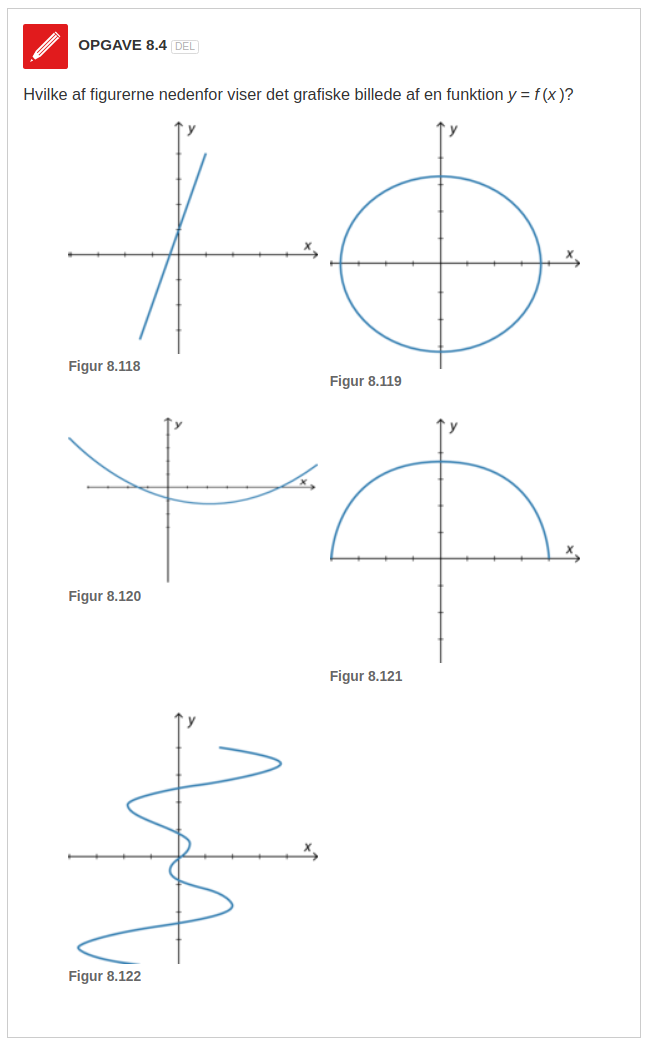 OPGAVE 8.4 DEL
Hvilke af figurerne nedenfor viser det grafiske billede af en funktion y = f (x )?
y
x
Figur 8.118
y
x
Figur 8.119
y
x
Figur 8.120
y
x
Figur 8.121
y
x
Figur 8.122